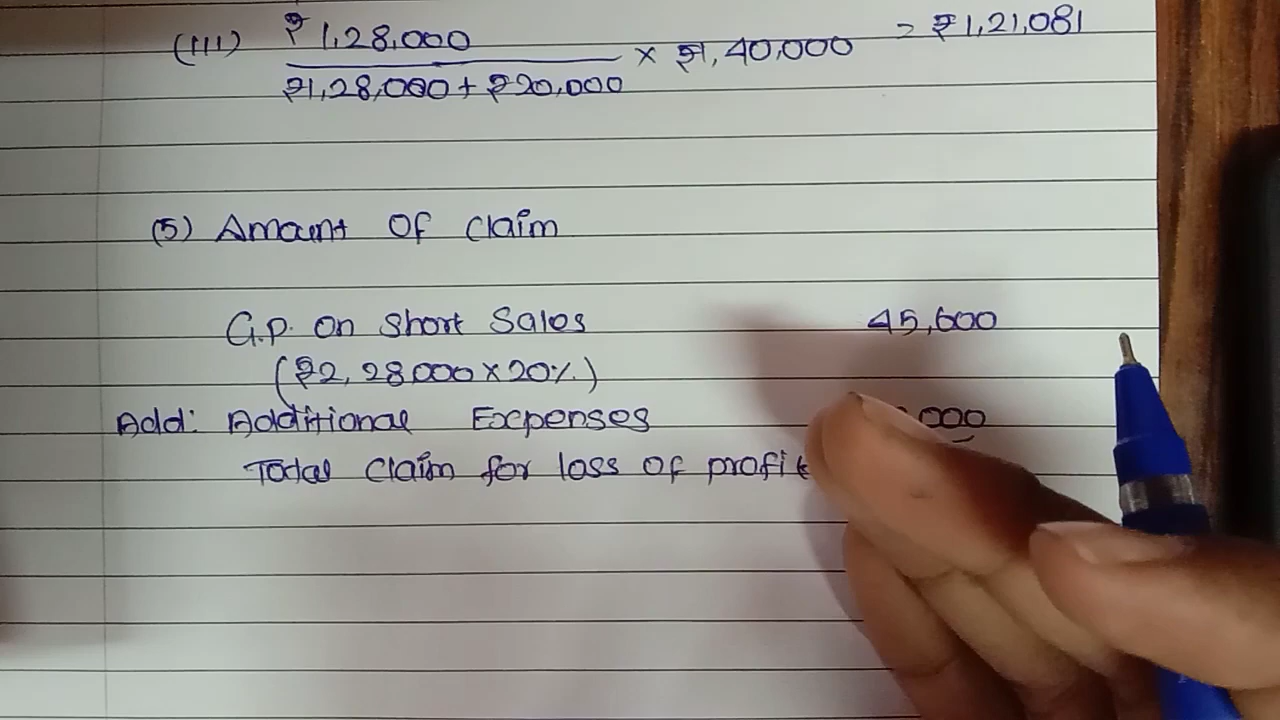 (iii) ₹1,28,000 / ₹1,28,000 + ₹20,000 × ₹1,40,000 = ₹1,21,081
(5) Amount Of Claim
G.P. on Short Sales 45,600
(₹2,28000 × 20%)
Add: Additional Expenses 000
Total Claim for loss of profit